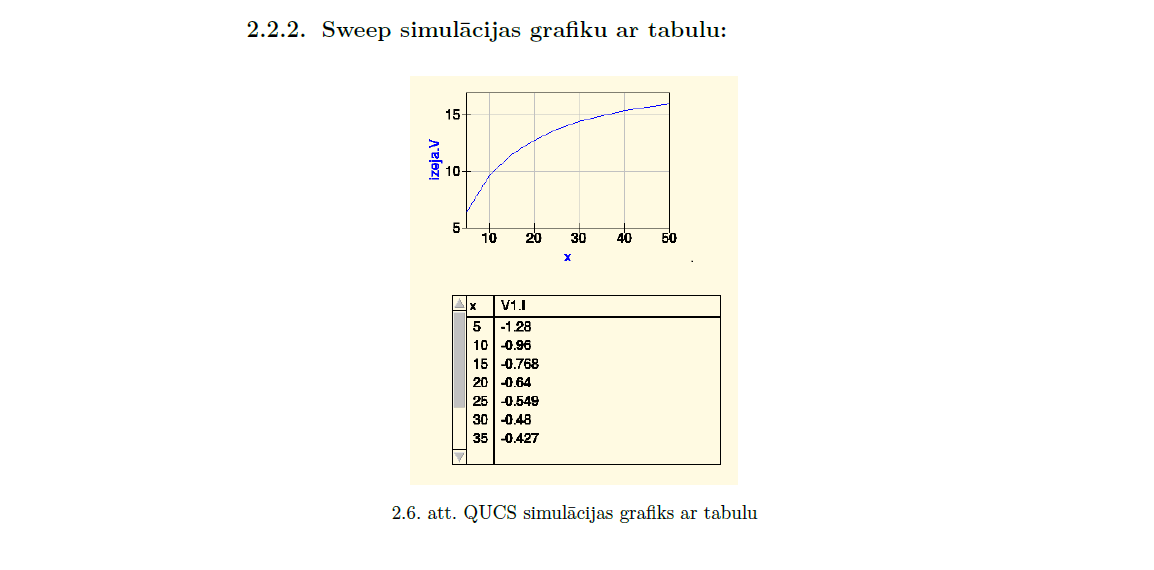 2.2.2. Sweep simulācijas grafiku ar tabulu:
15
izeja.V
10
5
10 20 30 40 50
x
x V1.I
5 -1.28
10 -0.96
15 -0.768
20 -0.64
25 -0.549
30 -0.48
35 -0.427
2.6. att. QUCS simulācijas grafiks ar tabulu